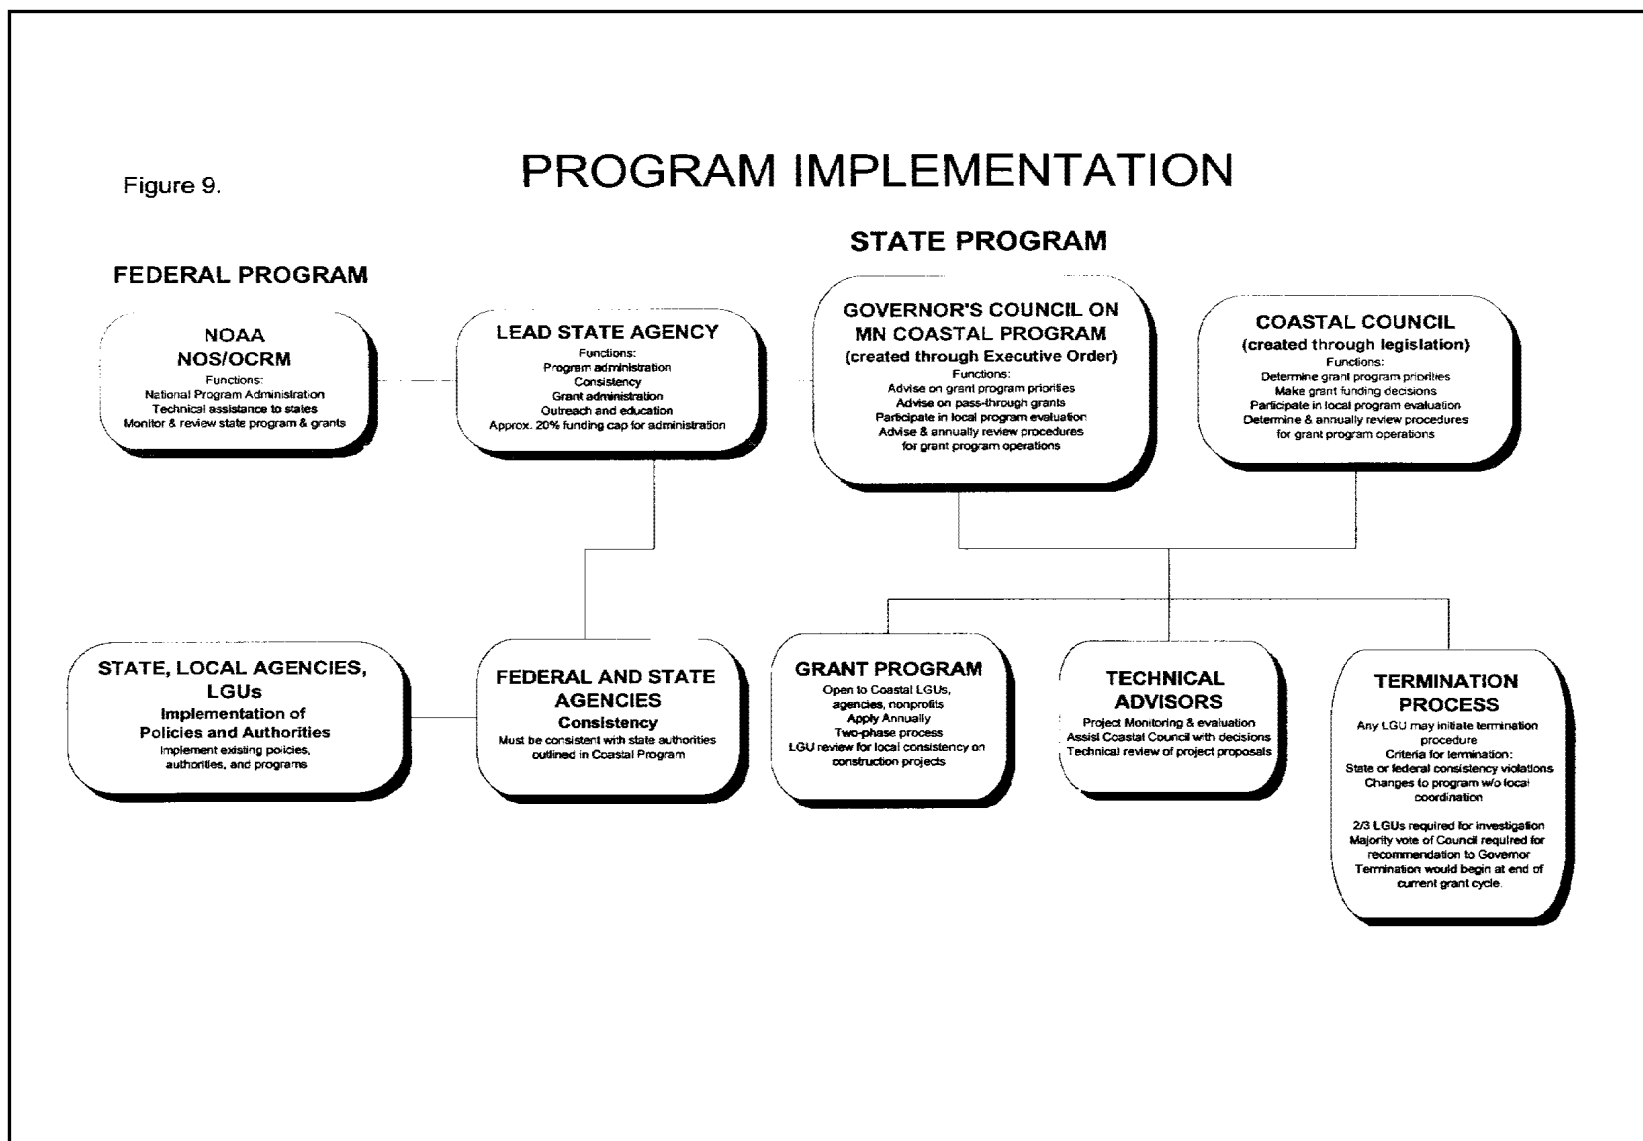 Figure 9.
PROGRAM IMPLEMENTATION
FEDERAL PROGRAM
STATE PROGRAM
NOAA
NOS/OCRM
Functions:
National Program Administration
Technical assistance to states
Monitor & review state program & grants
LEAD STATE AGENCY
Functions:
Program administration
Consistency
Grant administration
Outreach and education
Approx. 20% funding cap for administration
GOVERNOR'S COUNCIL ON
MN COASTAL PROGRAM
(created through Executive Order)
Functions:
Advise on grant program priorities
Advise on pass-through grants
Participate in local program evaluation
Advise & annually review procedures
for grant program operations
COASTAL COUNCIL
(created through legislation)
Functions:
Determine grant program priorities
Make grant funding decisions
Participate in local program evaluation
Determine & annually review procedures
for grant program operations
STATE, LOCAL AGENCIES,
LGUs
Implementation of
Policies and Authorities
Implement existing policies,
authorities, and programs
FEDERAL AND STATE
AGENCIES
Consistency
Must be consistent with state authorities
outlined in Coastal Program
GRANT PROGRAM
Open to Coastal LGUs,
agencies, nonprofits
Apply Annually
Two-phase process
LGU review for local consistency on
construction projects
TECHNICAL
ADVISORS
Project Monitoring & evaluation
Assist Coastal Council with decisions
Technical review of project proposals
TERMINATION
PROCESS
Any LGU may initiate termination
procedure
Criteria for termination:
State or federal consistency violations
Changes to program w/o local
coordination
2/3 LGUs required for investigation
Majority vote of Council required for
recommendation to Governor
Termination would begin at end of
current grant cycle.